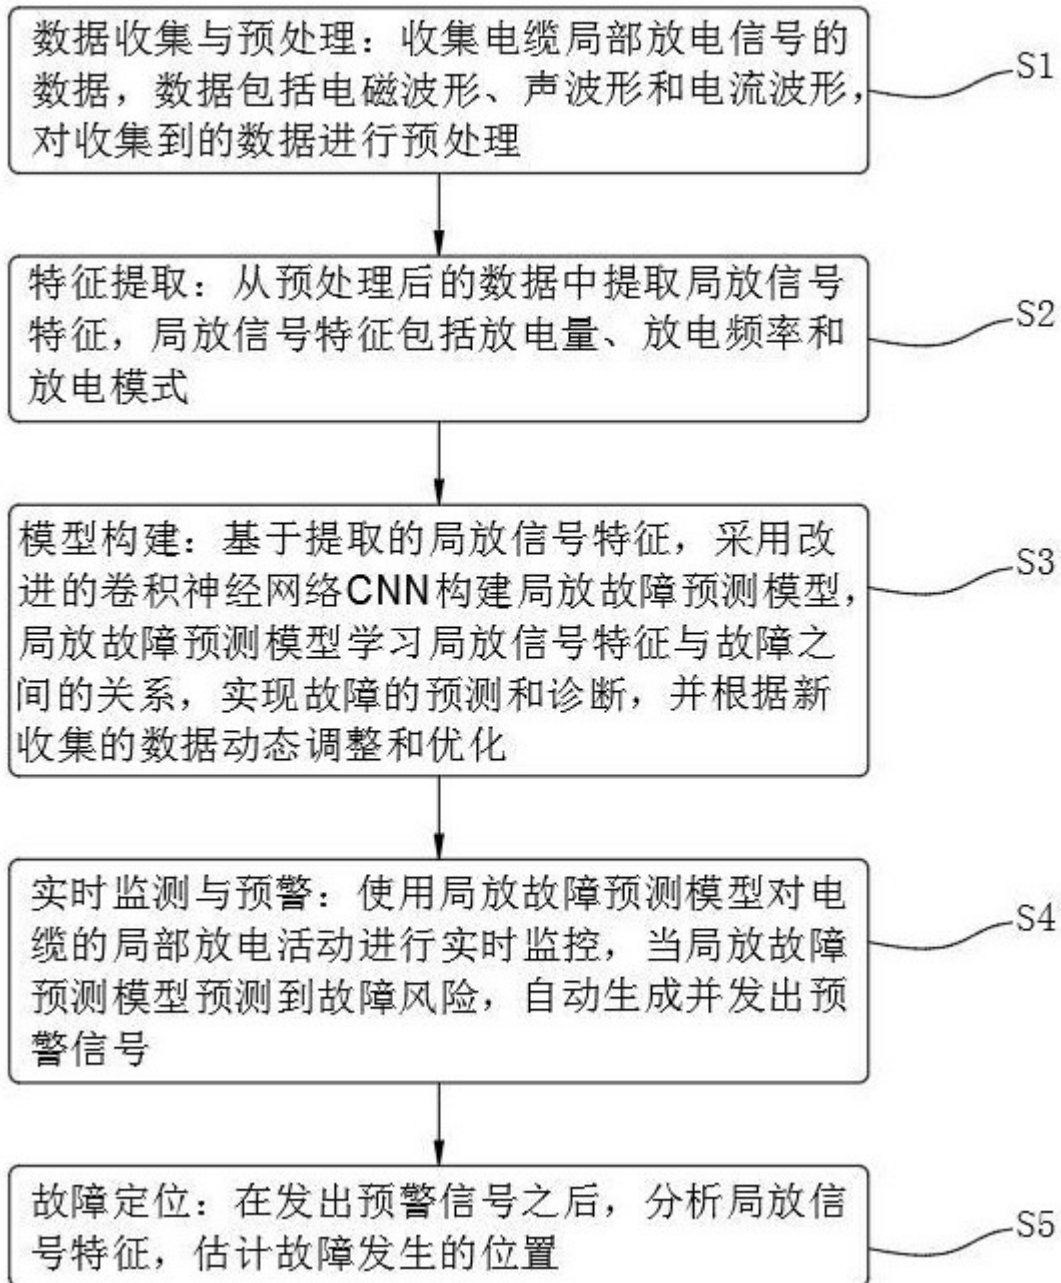 数据收集与预处理：收集电缆局部放电信号的
数据，数据包括电磁波形、声波形和电流波形，
对收集到的数据进行预处理
S1
特征提取：从预处理后的数据中提取局放信号
特征，局放信号特征包括放电量、放电频率和
放电模式
S2
模型构建：基于提取的局放信号特征，采用改
进的卷积神经网络CNN构建局放故障预测模型，
局放故障预测模型学习局放信号特征与故障之
间的关系，实现故障的预测和诊断，并根据新
收集的数据动态调整和优化
S3
实时监测与预警：使用局放故障预测模型对电
缆的局部放电活动进行实时监控，当局放故障
预测模型预测到故障风险，自动生成并发出预
警信号
S4
故障定位：在发出预警信号之后，分析局放信
号特征，估计故障发生的位置
S5